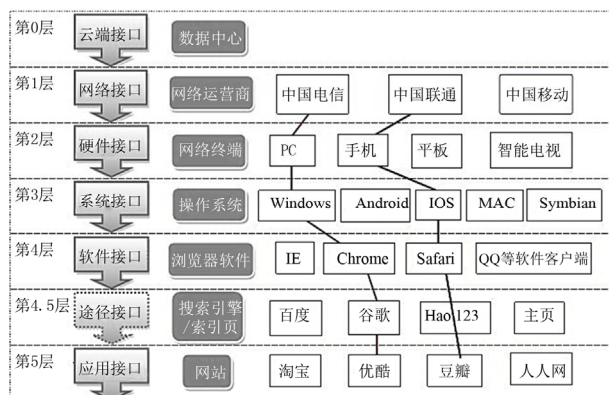 第0层 云端接口 数据中心
第1层 网络接口 网络运营商 中国电信 中国联通 中国移动
第2层 硬件接口 网络终端 PC 手机 平板 智能电视
第3层 系统接口 操作系统 Windows Android IOS MAC Symbian
第4层 软件接口 浏览器软件 IE Chrome Safari QQ等软件客户端
第4.5层 途径接口 搜索引擎 百度 谷歌 Hao123 主页
/索引页
第5层 应用接口 网站 淘宝 优酷 豆瓣 人人网